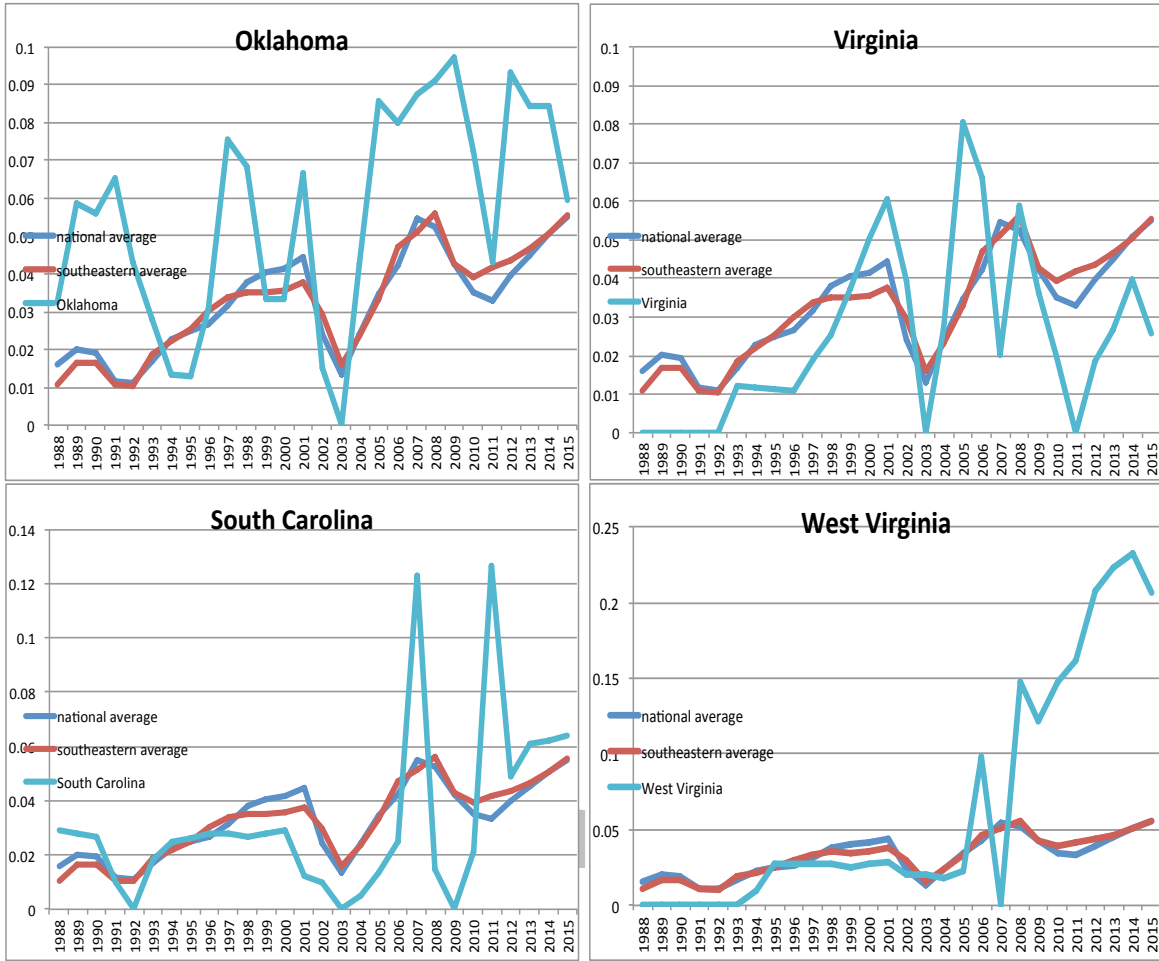 Oklahoma
0.1
0.09
0.08
0.07
0.06
0.05
0.04
0.03
0.02
0.01
0
national average
southeastern average
Oklahoma
1988 1989 1990 1991 1992 1993 1994 1995 1996 1997 1998 1999 2000 2001 2002 2003 2004 2005 2006 2007 2008 2009 2010 2011 2012 2013 2014 2015
Virginia
0.1
0.09
0.08
0.07
0.06
0.05
0.04
0.03
0.02
0.01
0
national average
southeastern average
Virginia
1988 1989 1990 1991 1992 1993 1994 1995 1996 1997 1998 1999 2000 2001 2002 2003 2004 2005 2006 2007 2008 2009 2010 2011 2012 2013 2014 2015
South Carolina
0.14
0.12
0.1
0.08
0.06
0.04
0.02
0
national average
southeastern average
South Carolina
1988 1989 1990 1991 1992 1993 1994 1995 1996 1997 1998 1999 2000 2001 2002 2003 2004 2005 2006 2007 2008 2009 2010 2011 2012 2013 2014 2015
West Virginia
0.25
0.2
0.15
0.1
0.05
0
national average
southeastern average
West Virginia
1988 1989 1990 1991 1992 1993 1994 1995 1996 1997 1998 1999 2000 2001 2002 2003 2004 2005 2006 2007 2008 2009 2010 2011 2012 2013 2014 2015